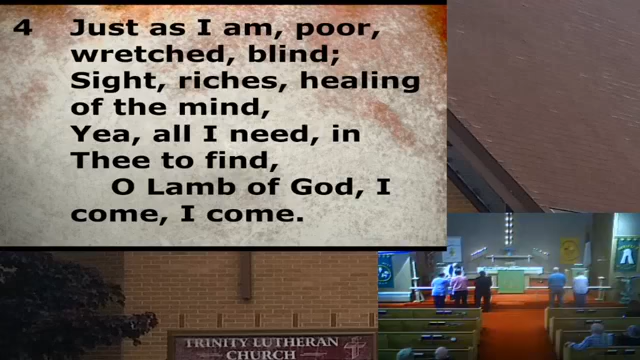 4 Just as I am, poor,
wretched, blind;
Sight, riches, healing
of the mind,
Yea, all I need, in
Thee to find,
O Lamb of God, I
come, I come.
TRINITY LUTHERAN
CHURCH